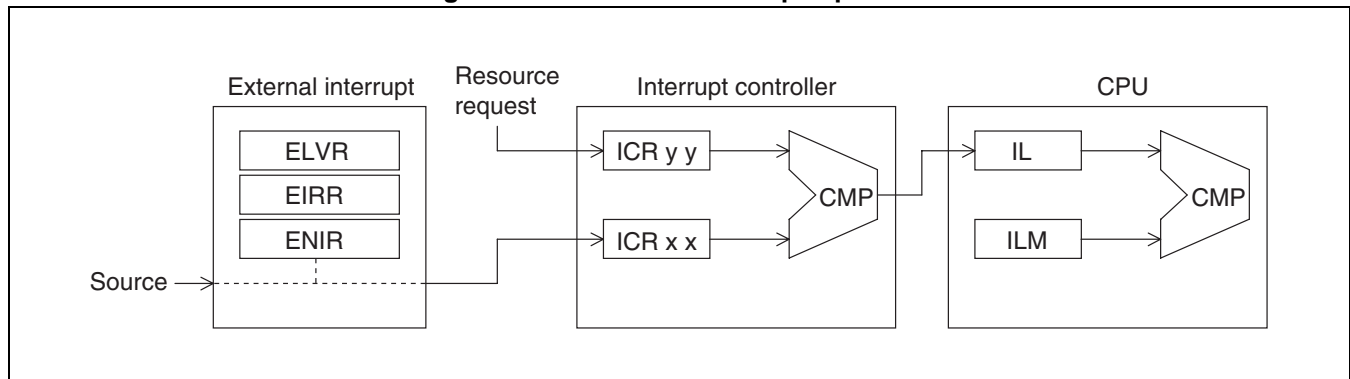 External interrupt
ELVR
EIRR
ENIR
Source
Resource
request
Interrupt controller
ICR y y
ICR x x
CMP
CPU
IL
ILM
CMP